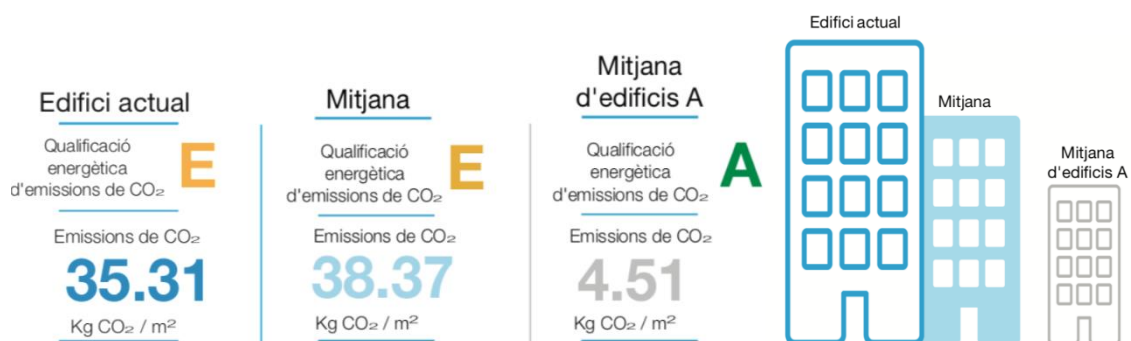 Edifici actual
Qualificació
energètica
d'emissions de CO₂
E
Emissions de CO₂
35.31
Kg CO₂ / m²
Mitjana
Qualificació
energètica
d'emissions de CO₂
E
Emissions de CO₂
38.37
Kg CO₂ / m²
Mitjana
d'edificis A
Qualificació
energètica
d'emissions de CO₂
A
Emissions de CO₂
4.51
Kg CO₂ / m²
Edifici actual
Mitjana
Mitjana
d'edificis A